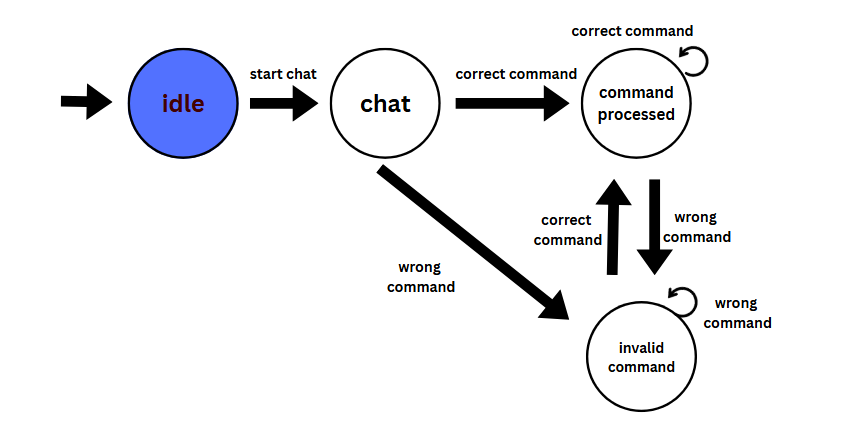 correct command
start chat
correct command
idle
chat
command
processed
correct
command
wrong
command
wrong
command
wrong
command
invalid
command